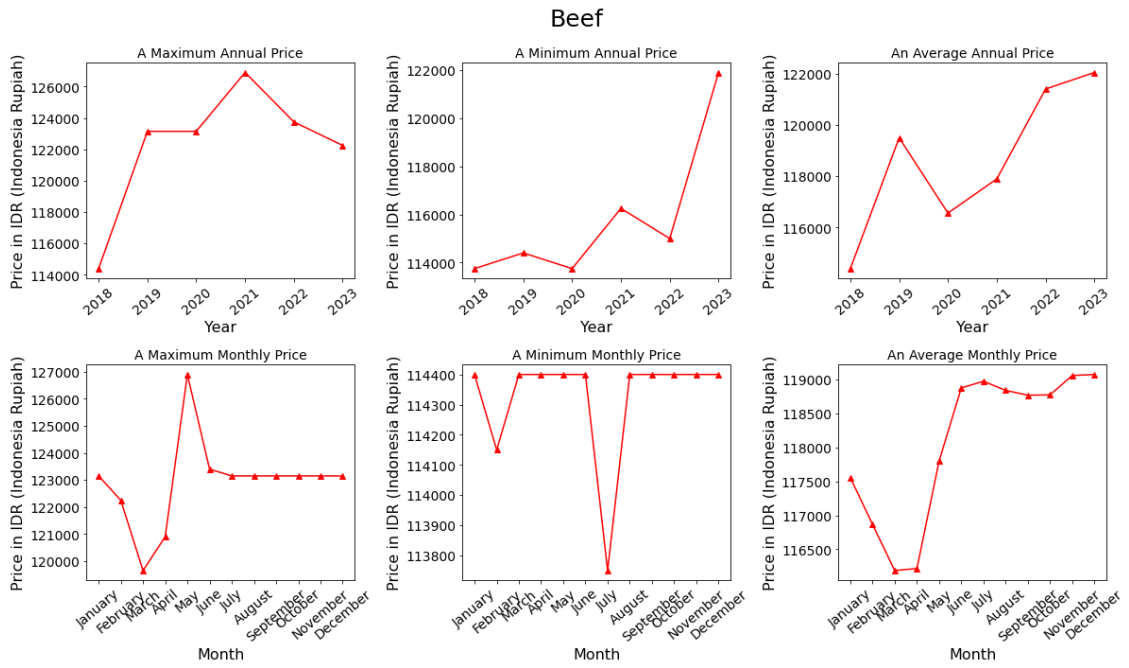 Beef
A Maximum Annual Price
Price in IDR (Indonesia Rupiah)
126000
124000
122000
120000
118000
116000
114000
2018
2019
2020
2021
2022
2023
Year
A Minimum Annual Price
Price in IDR (Indonesia Rupiah)
122000
120000
118000
116000
114000
2018
2019
2020
2021
2022
2023
Year
An Average Annual Price
Price in IDR (Indonesia Rupiah)
122000
120000
118000
116000
2018
2019
2020
2021
2022
2023
Year
A Maximum Monthly Price
Price in IDR (Indonesia Rupiah)
127000
126000
125000
124000
123000
122000
121000
120000
January
February
March
April
May
June
July
August
September
October
November
December
Month
A Minimum Monthly Price
Price in IDR (Indonesia Rupiah)
114400
114300
114200
114100
114000
113900
113800
January
February
March
April
May
June
July
August
September
October
November
December
Month
An Average Monthly Price
Price in IDR (Indonesia Rupiah)
119000
118500
118000
117500
117000
116500
January
February
March
April
May
June
July
August
September
October
November
December
Month